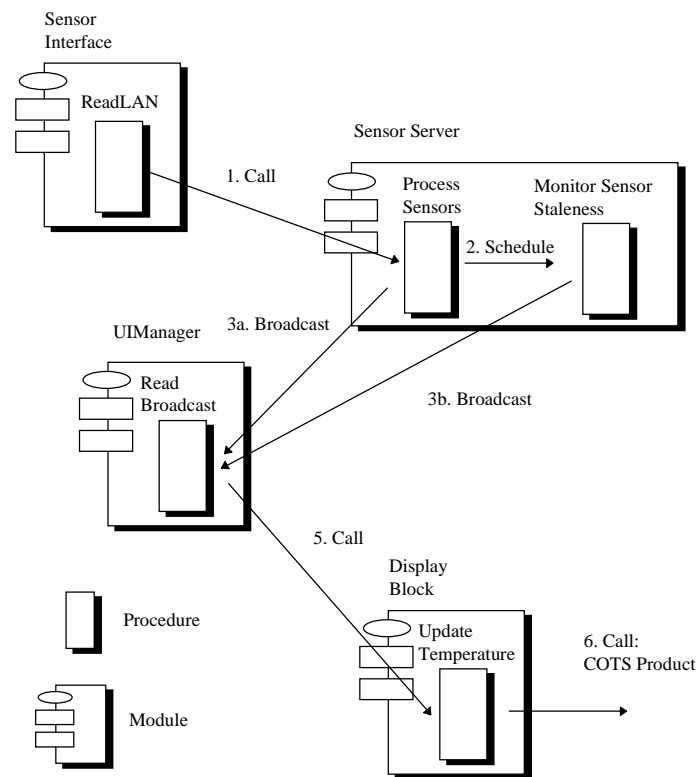 Sensor
Interface
ReadLAN
Sensor Server
1. Call
Process
Sensors
Monitor Sensor
Staleness
2. Schedule
UIManager
3a. Broadcast
Read
Broadcast
3b. Broadcast
5. Call
Display
Block
Update
Temperature
6. Call:
COTS Product
Procedure
Module